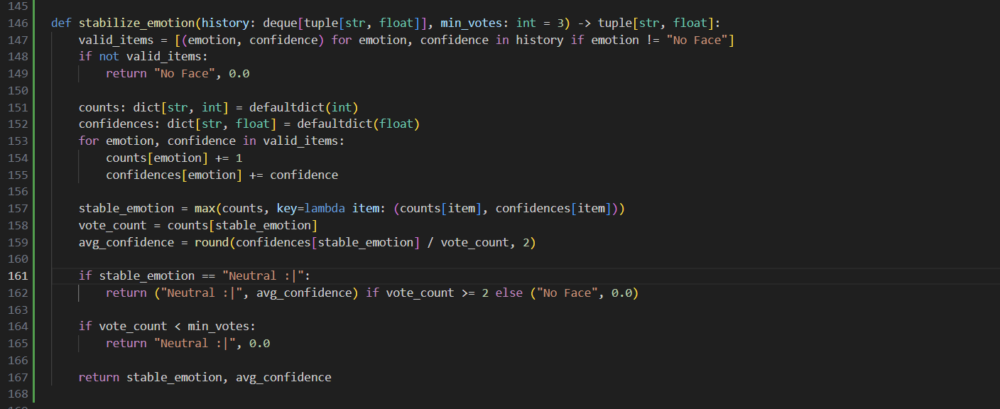 145
146 def stabilize_emotion(history: deque[tuple[str, float]], min_votes: int = 3) -> tuple[str, float]:
147     valid_items = [(emotion, confidence) for emotion, confidence in history if emotion != "No Face"]
148     if not valid_items:
149         return "No Face", 0.0
150
151     counts: dict[str, int] = defaultdict(int)
152     confidences: dict[str, float] = defaultdict(float)
153     for emotion, confidence in valid_items:
154         counts[emotion] += 1
155         confidences[emotion] += confidence
156
157     stable_emotion = max(counts, key=lambda item: (counts[item], confidences[item]))
158     vote_count = counts[stable_emotion]
159     avg_confidence = round(confidences[stable_emotion] / vote_count, 2)
160
161     if stable_emotion == "Neutral :|":
162         return ("Neutral :|", avg_confidence) if vote_count >= 2 else ("No Face", 0.0)
163
164     if vote_count < min_votes:
165         return "Neutral :|", 0.0
166
167     return stable_emotion, avg_confidence
168